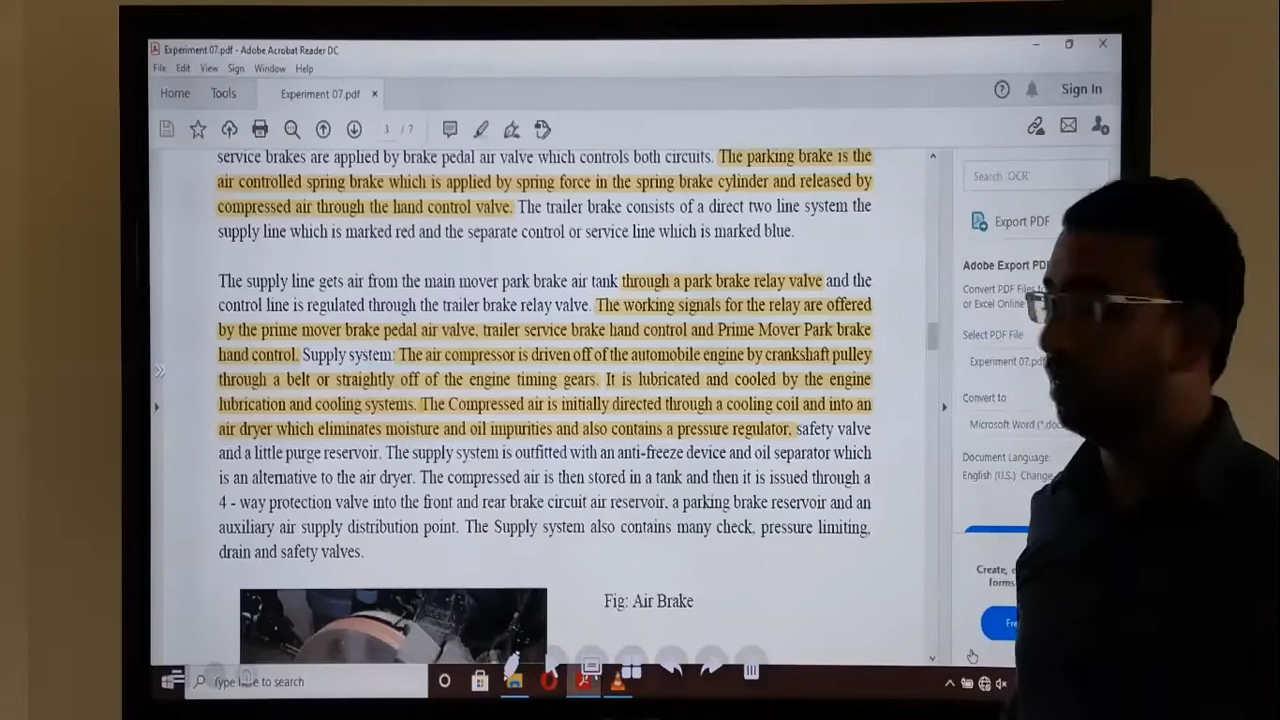 Experiment 07.pdf - Adobe Acrobat Reader DC
File Edit View Sign Window Help
Home Tools Experiment 07.pdf × Sign In
3 / 7
service brakes are applied by brake pedal air valve which controls both circuits. The parking brake is the
air controlled spring brake which is applied by spring force in the spring brake cylinder and released by
compressed air through the hand control valve. The trailer brake consists of a direct two line system the
supply line which is marked red and the separate control or service line which is marked blue.
The supply line gets air from the main mover park brake air tank through a park brake relay valve and the
control line is regulated through the trailer brake relay valve. The working signals for the relay are offered
by the prime mover brake pedal air valve, trailer service brake hand control and Prime Mover Park brake
hand control. Supply system: The air compressor is driven off of the automobile engine by crankshaft pulley
through a belt or straightly off of the engine timing gears. It is lubricated and cooled by the engine
lubrication and cooling systems. The Compressed air is initially directed through a cooling coil and into an
air dryer which eliminates moisture and oil impurities and also contains a pressure regulator, safety valve
and a little purge reservoir. The supply system is outfitted with an anti-freeze device and oil separator which
is an alternative to the air dryer. The compressed air is then stored in a tank and then it is issued through a
4 - way protection valve into the front and rear brake circuit air reservoir, a parking brake reservoir and an
auxiliary air supply distribution point. The Supply system also contains many check, pressure limiting,
drain and safety valves.
Fig: Air Brake
Search 'OCR'
Export PDF
Adobe Export PDF
Convert PDF Files to
or Excel Online
Select PDF File
Experiment 07.pdf
Convert to
Microsoft Word (*.doc
Document Language:
English (U.S.) Change
Create,
forms
Fre
Type here to search